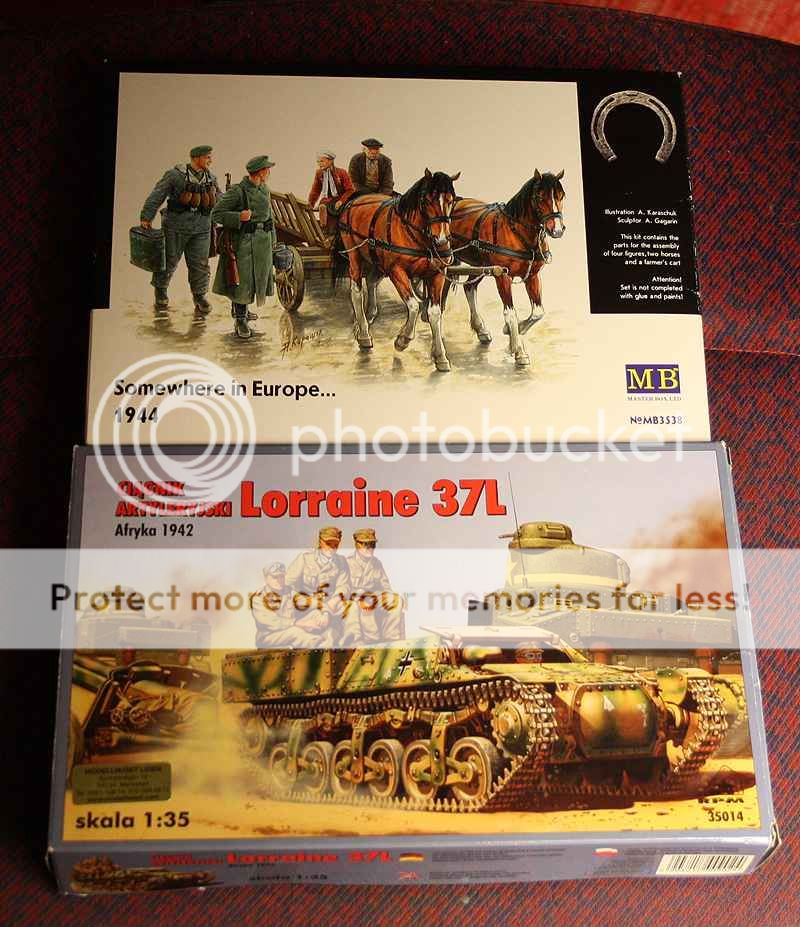 Illustration A. Karaschuk
Sculptor A. Gagarin
This kit contains the
parts for the assembly
of four figures, two horses
and a farmer's cart
Attention!
Set is not completed
with glue and paints!
Somewhere in Europe...
1944
MB
MASTER BOX LTD
№MB3538
photobucket
CIĄGNIK
ARTYLERYJSKI
Lorraine 37L
Afryka 1942
Protect more of your memories for less!
skala 1:35
RPM
35014
Lorraine 37L
skala 1:35